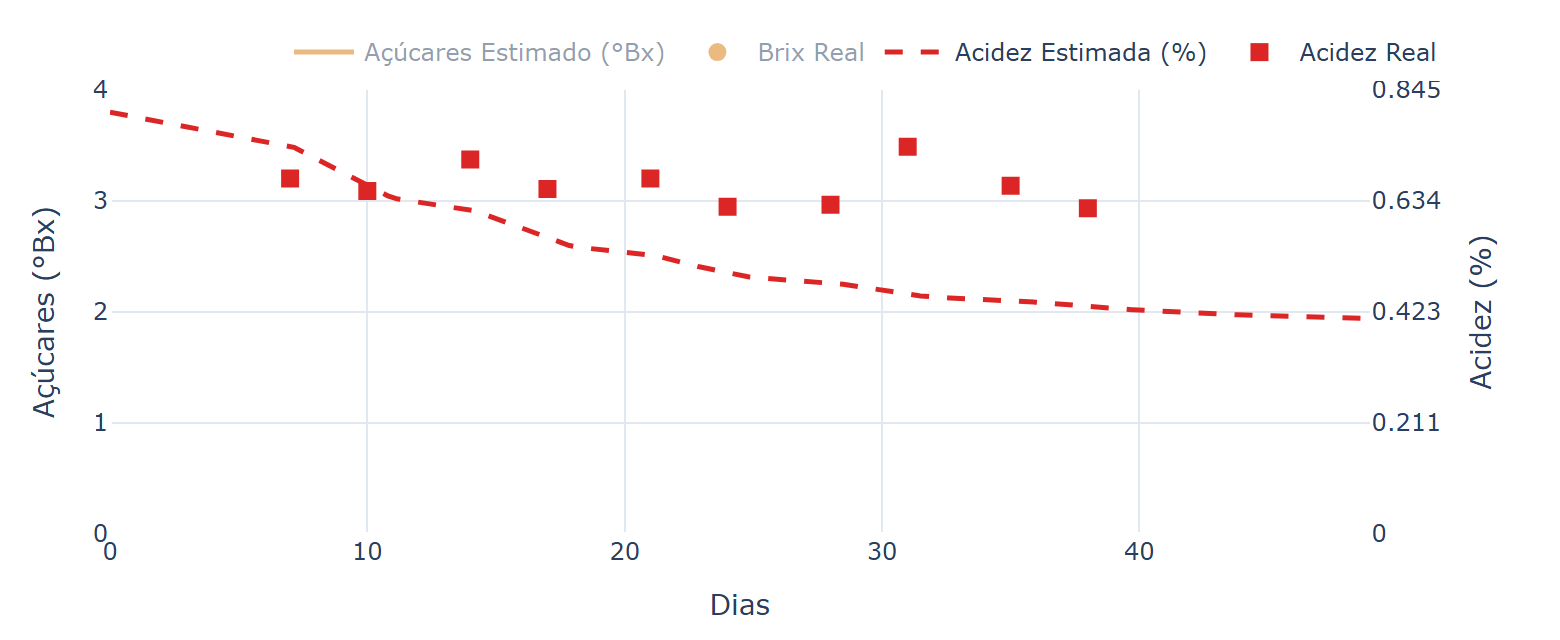 Açúcares Estimado (°Bx) Brix Real Acidez Estimada (%) Acidez Real
4 0.845
3 0.634
2 0.423
1 0.211
0 0
0 10 20 30 40
Açúcares (°Bx)
Acidez (%)
Dias